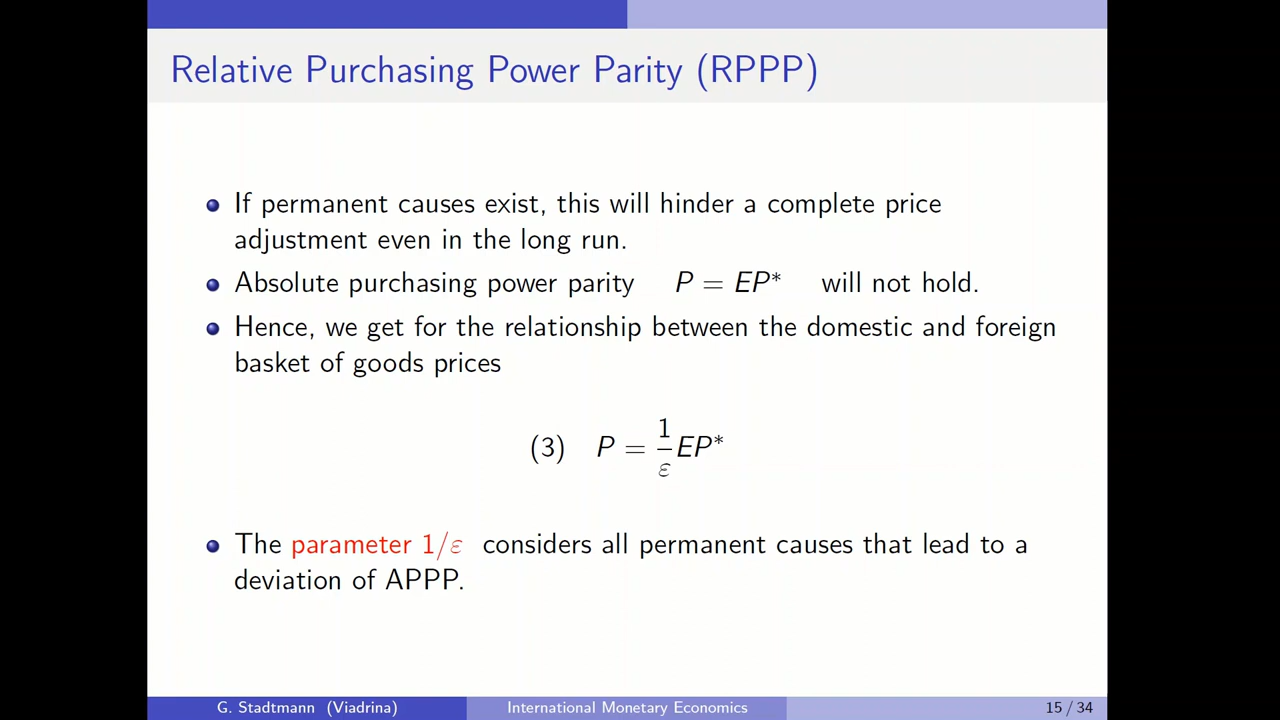 Relative Purchasing Power Parity (RPPP)
If permanent causes exist, this will hinder a complete price
adjustment even in the long run.
Absolute purchasing power parity P = EP* will not hold.
Hence, we get for the relationship between the domestic and foreign
basket of goods prices
(3) P = 1/ε EP*
The parameter 1/ε considers all permanent causes that lead to a
deviation of APPP.
G. Stadtmann (Viadrina) International Monetary Economics 15 / 34